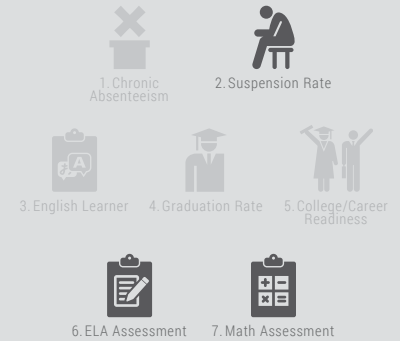 1. Chronic
Absenteeism
2. Suspension Rate
A
3. English Learner
4. Graduation Rate
5. College/Career
Readiness
6. ELA Assessment
7. Math Assessment